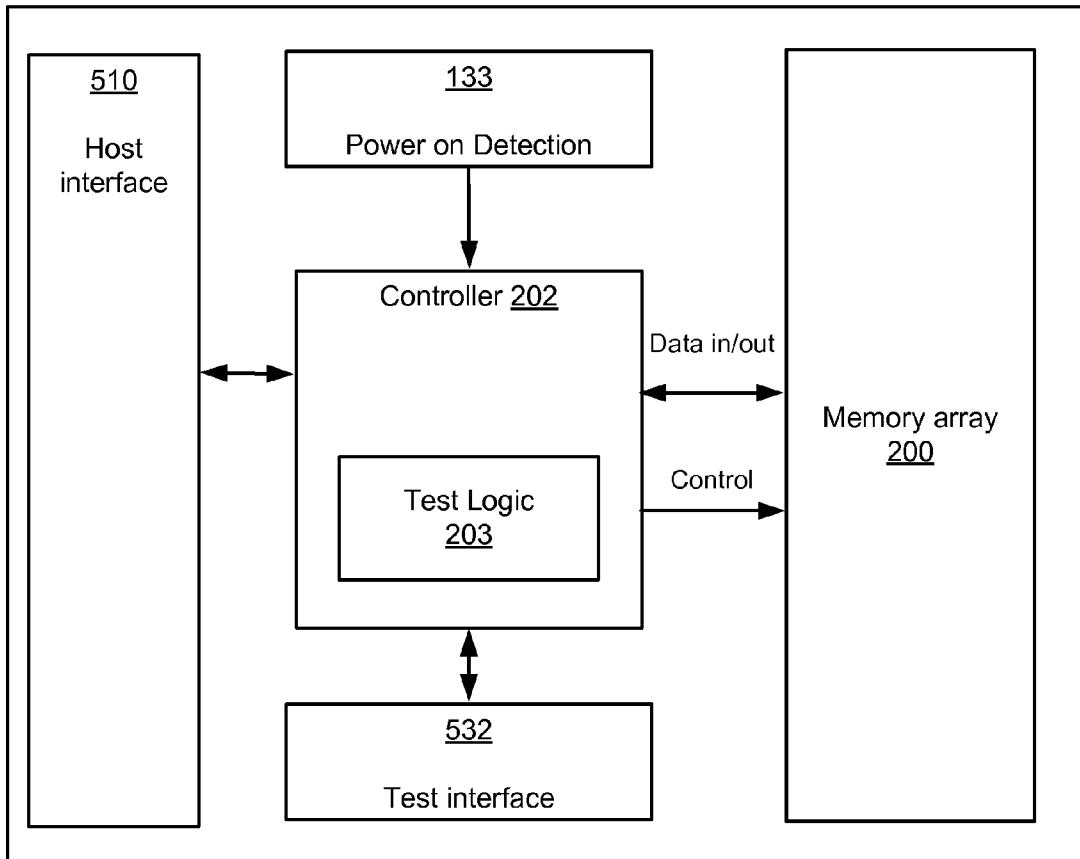 510
Host
interface
133
Power on Detection
Controller 202
Test Logic
203
Data in/out
Control
Memory array
200
532
Test interface